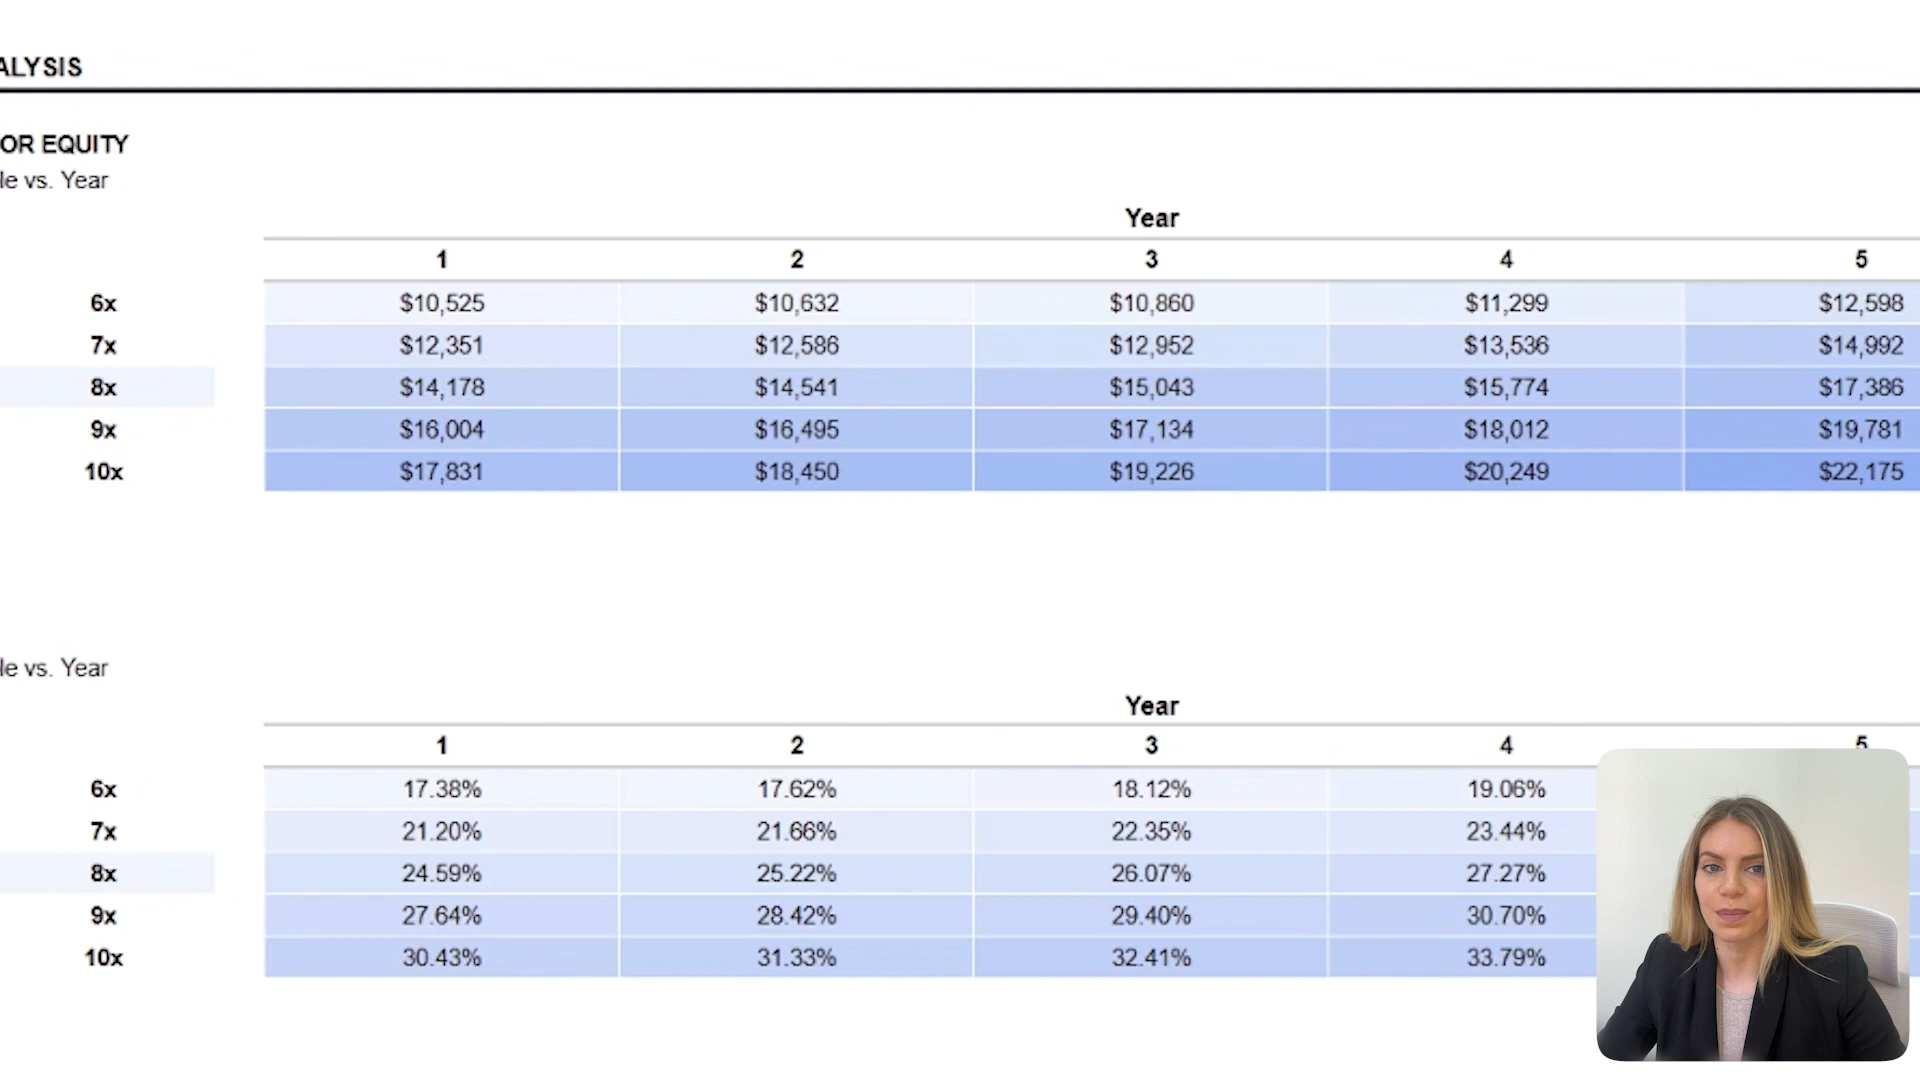 ALYSIS
OR EQUITY
le vs. Year
Year
1 2 3 4 5
6x $10,525 $10,632 $10,860 $11,299 $12,598
7x $12,351 $12,586 $12,952 $13,536 $14,992
8x $14,178 $14,541 $15,043 $15,774 $17,386
9x $16,004 $16,495 $17,134 $18,012 $19,781
10x $17,831 $18,450 $19,226 $20,249 $22,175
le vs. Year
Year
1 2 3 4 5
6x 17.38% 17.62% 18.12% 19.06%
7x 21.20% 21.66% 22.35% 23.44%
8x 24.59% 25.22% 26.07% 27.27%
9x 27.64% 28.42% 29.40% 30.70%
10x 30.43% 31.33% 32.41% 33.79%